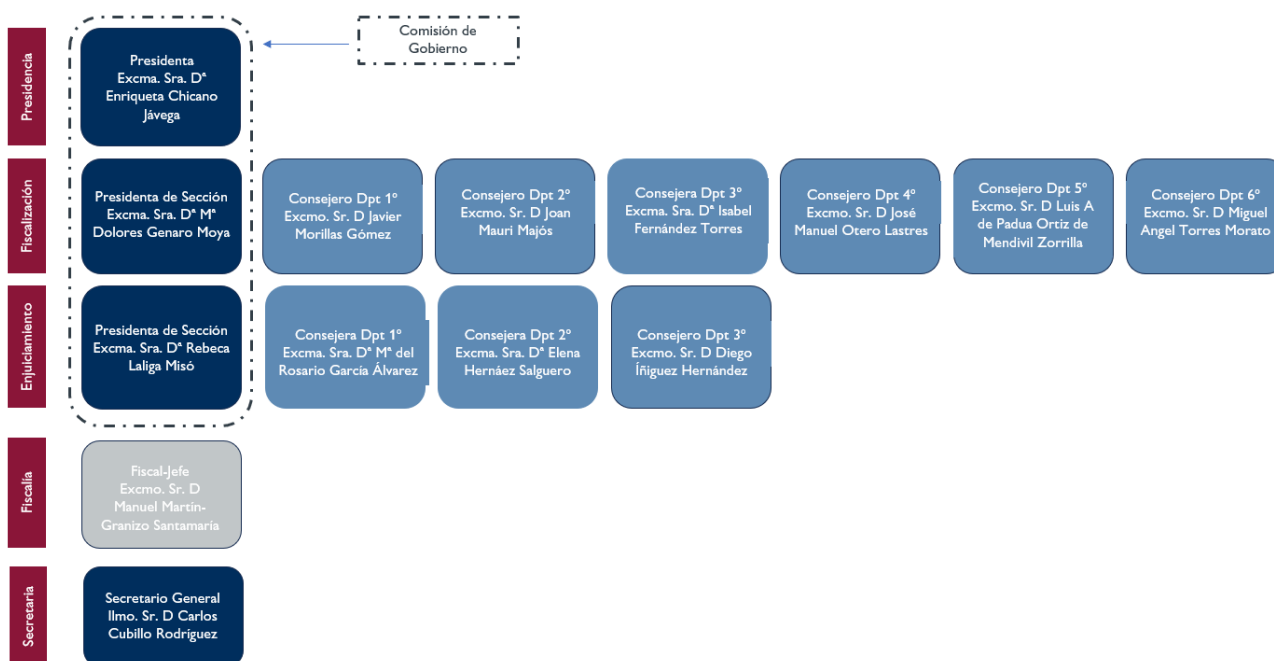 Comisión de
Gobierno
Presidencia
Presidenta
Excma. Sra. Dª
Enriqueta Chicano
Jávega
Fiscalización
Presidenta de Sección
Excma. Sra. Dª Mª
Dolores Genaro Moya
Consejero Dpt 1º
Excmo. Sr. D Javier
Morillas Gómez
Consejero Dpt 2º
Excmo. Sr. D Joan
Mauri Majós
Consejera Dpt 3º
Excma. Sra. Dª Isabel
Fernández Torres
Consejero Dpt 4º
Excmo. Sr. D José
Manuel Otero Lastres
Consejero Dpt 5º
Excmo. Sr. D Luis A
de Padua Ortiz de
Mendivil Zorrilla
Consejero Dpt 6º
Excmo. Sr. D Miguel
Angel Torres Morato
Enjuiciamiento
Presidenta de Sección
Excma. Sra. Dª Rebeca
Laliga Misó
Consejera Dpt 1º
Excma. Sra. Dª Mª del
Rosario García Álvarez
Consejera Dpt 2º
Excma. Sra. Dª Elena
Hernáez Salguero
Consejero Dpt 3º
Excmo. Sr. D Diego
Íñiguez Hernández
Fiscalía
Fiscal-Jefe
Excmo. Sr. D
Manuel Martín-
Granizo Santamaría
Secretaria
Secretario General
Ilmo. Sr. D Carlos
Cubillo Rodríguez